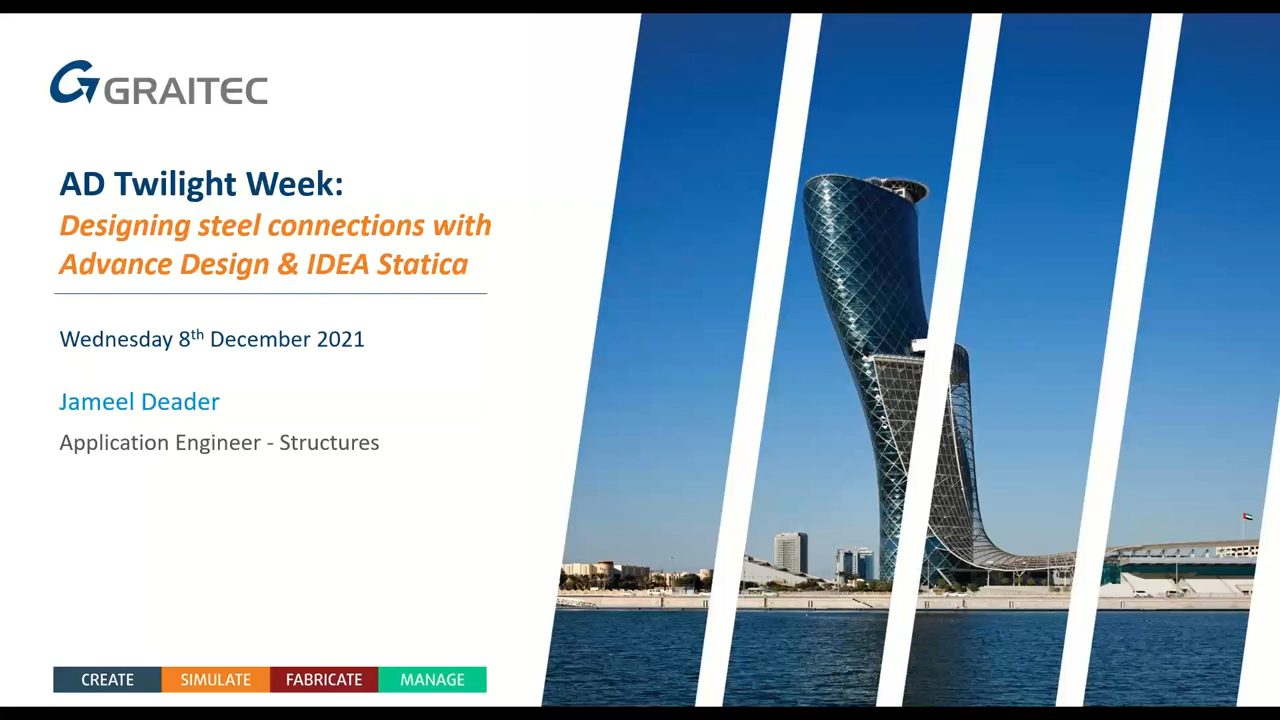 GRAITEC
AD Twilight Week:
Designing steel connections with
Advance Design & IDEA Statica
Wednesday 8th December 2021
Jameel Deader
Application Engineer - Structures
CREATE SIMULATE FABRICATE MANAGE